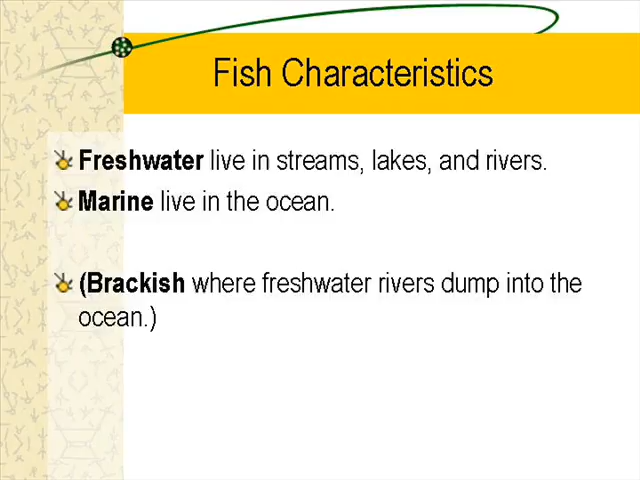 Fish Characteristics
Freshwater live in streams, lakes, and rivers.
Marine live in the ocean.
(Brackish where freshwater rivers dump into the
ocean.)